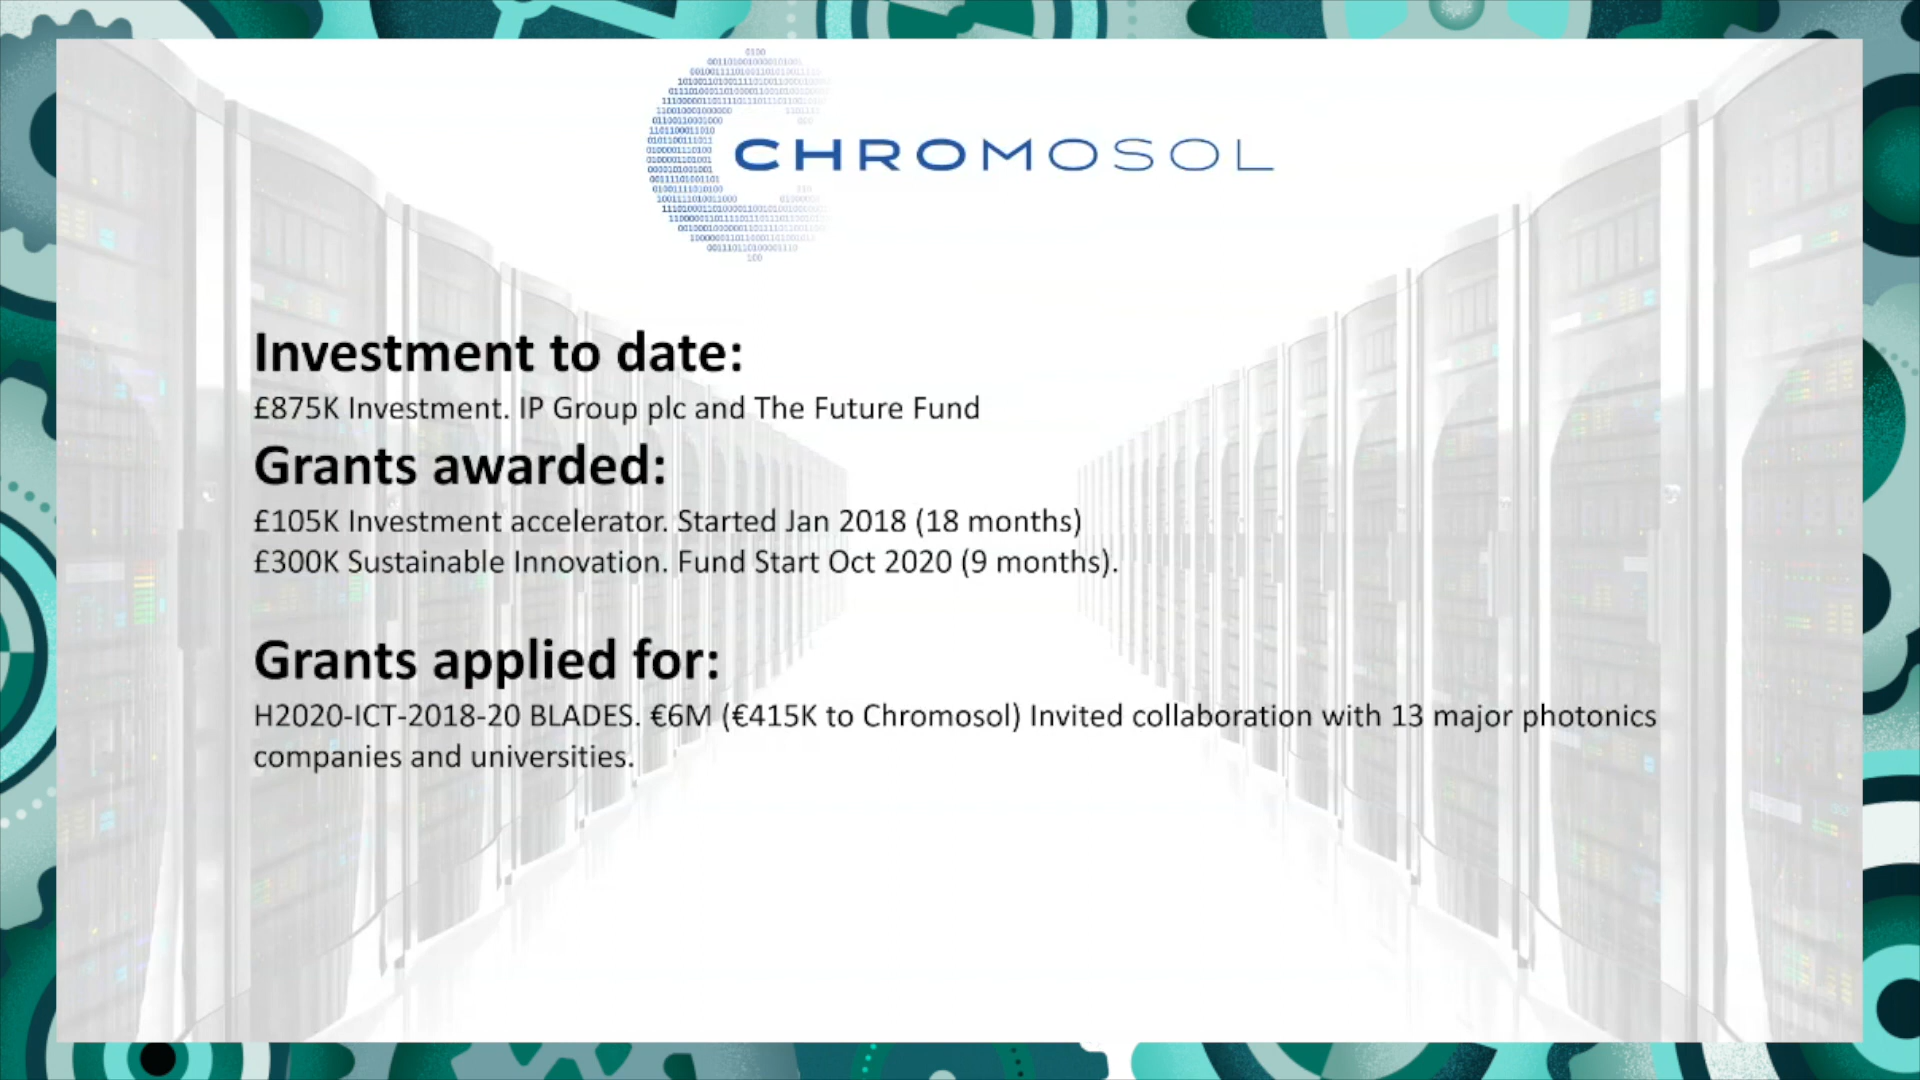 CHROMOSOL
Investment to date:
£875K Investment. IP Group plc and The Future Fund
Grants awarded:
£105K Investment accelerator. Started Jan 2018 (18 months)
£300K Sustainable Innovation. Fund Start Oct 2020 (9 months).
Grants applied for:
H2020-ICT-2018-20 BLADES. €6M (€415K to Chromosol) Invited collaboration with 13 major photonics
companies and universities.